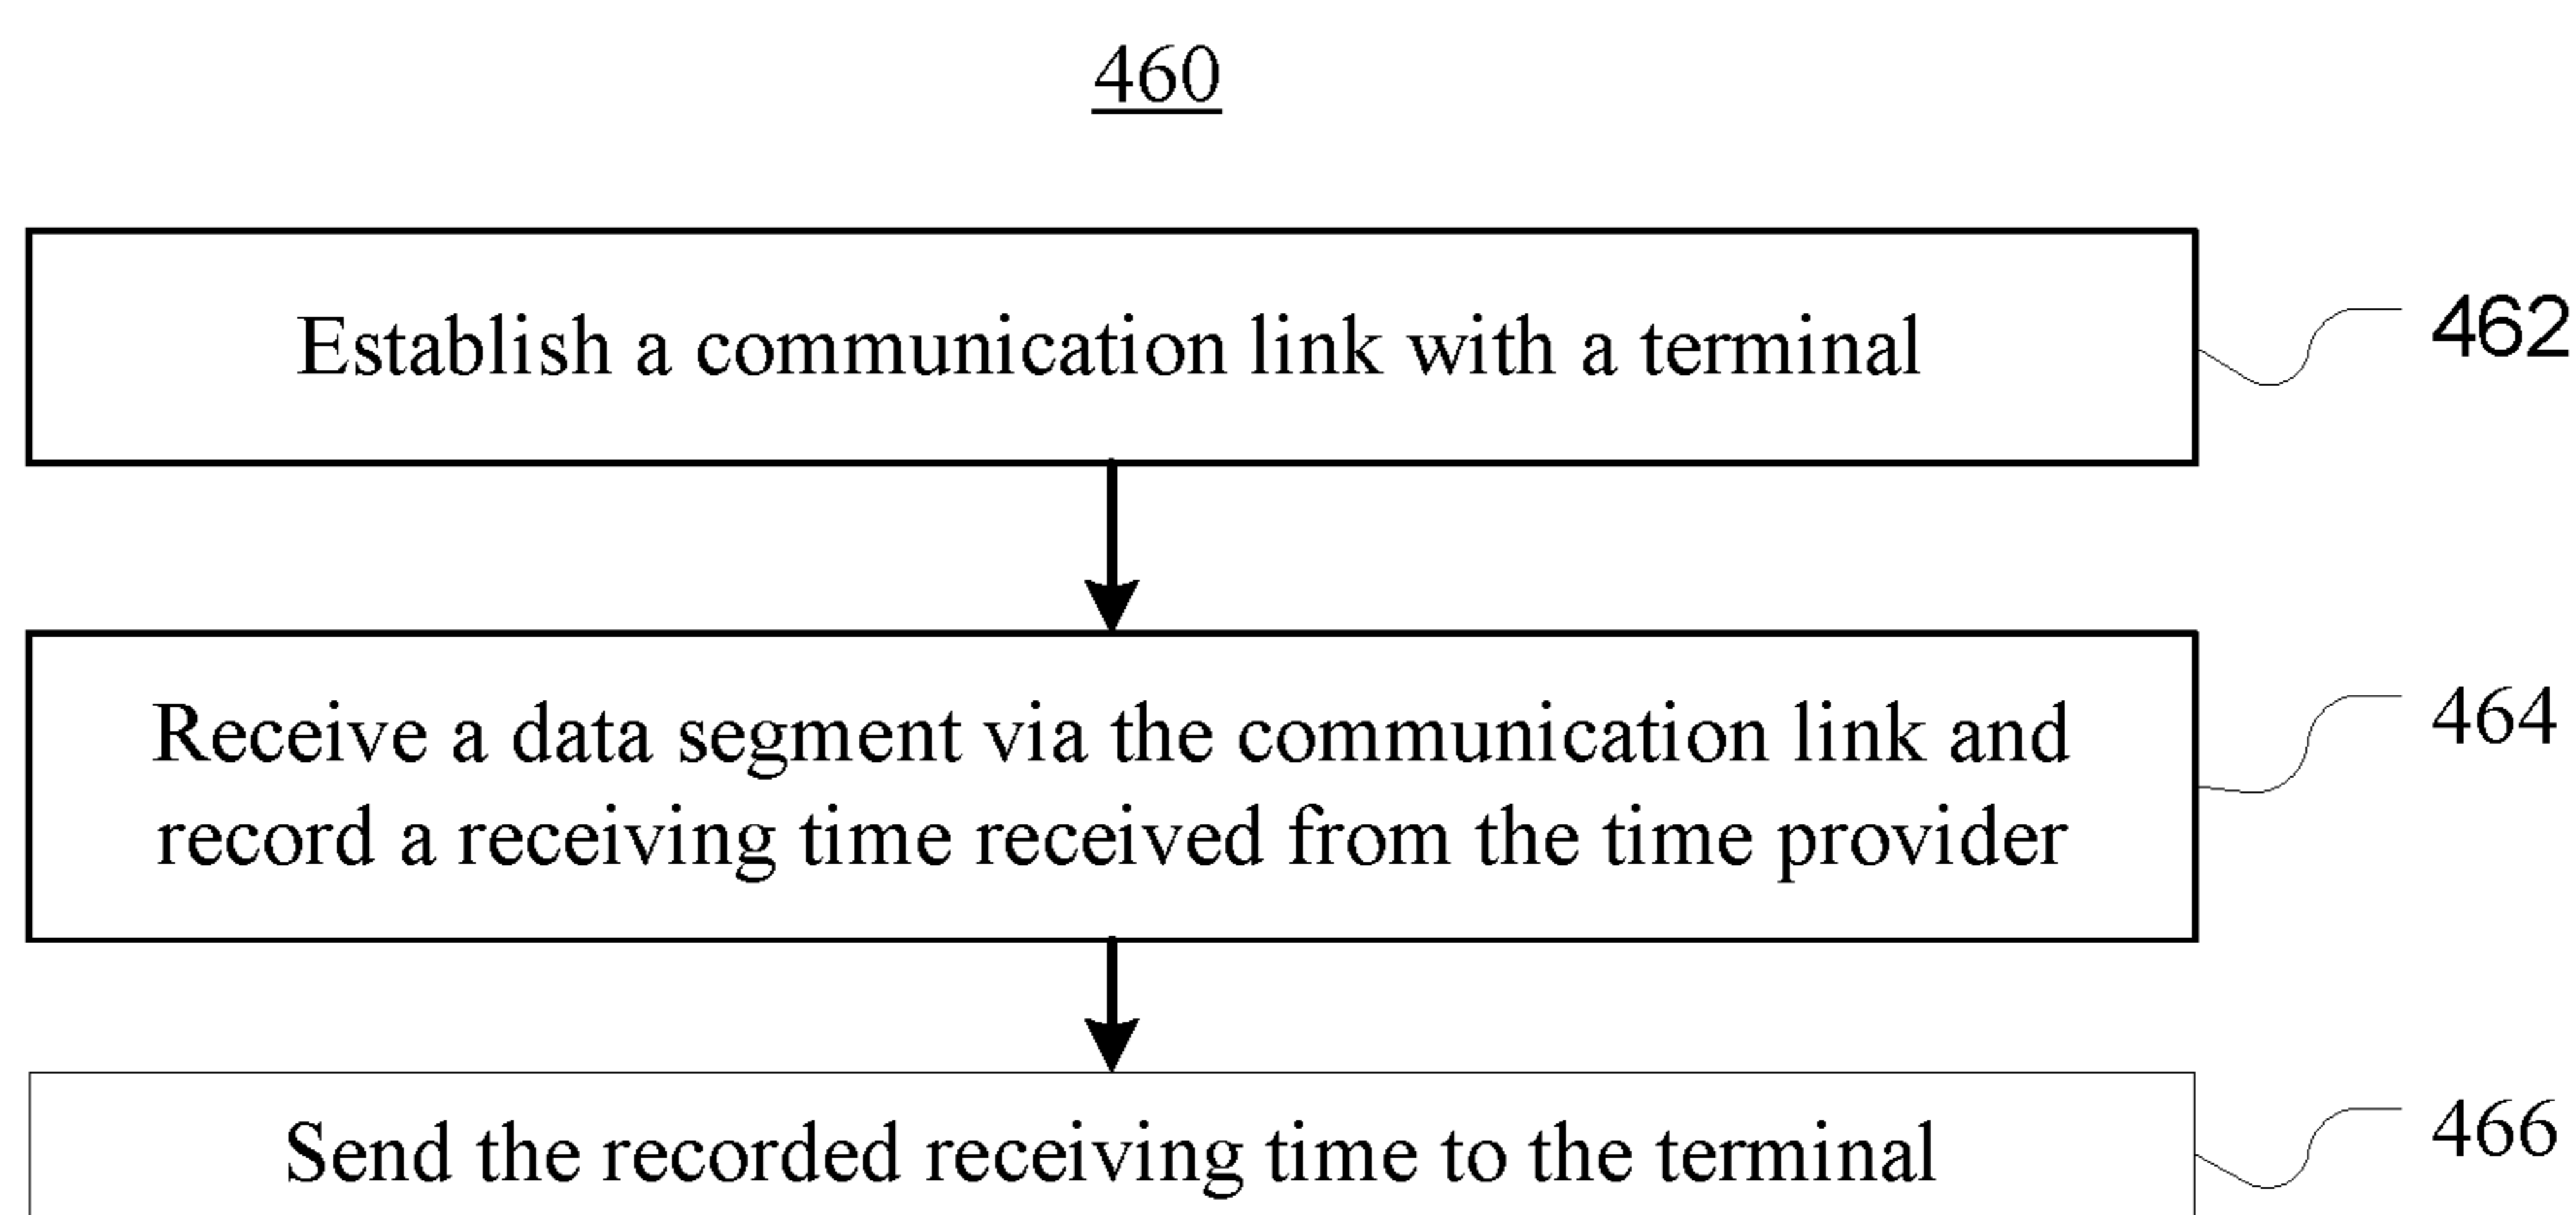 460
Establish a communication link with a terminal
462
Receive a data segment via the communication link and
record a receiving time received from the time provider
464
Send the recorded receiving time to the terminal
466